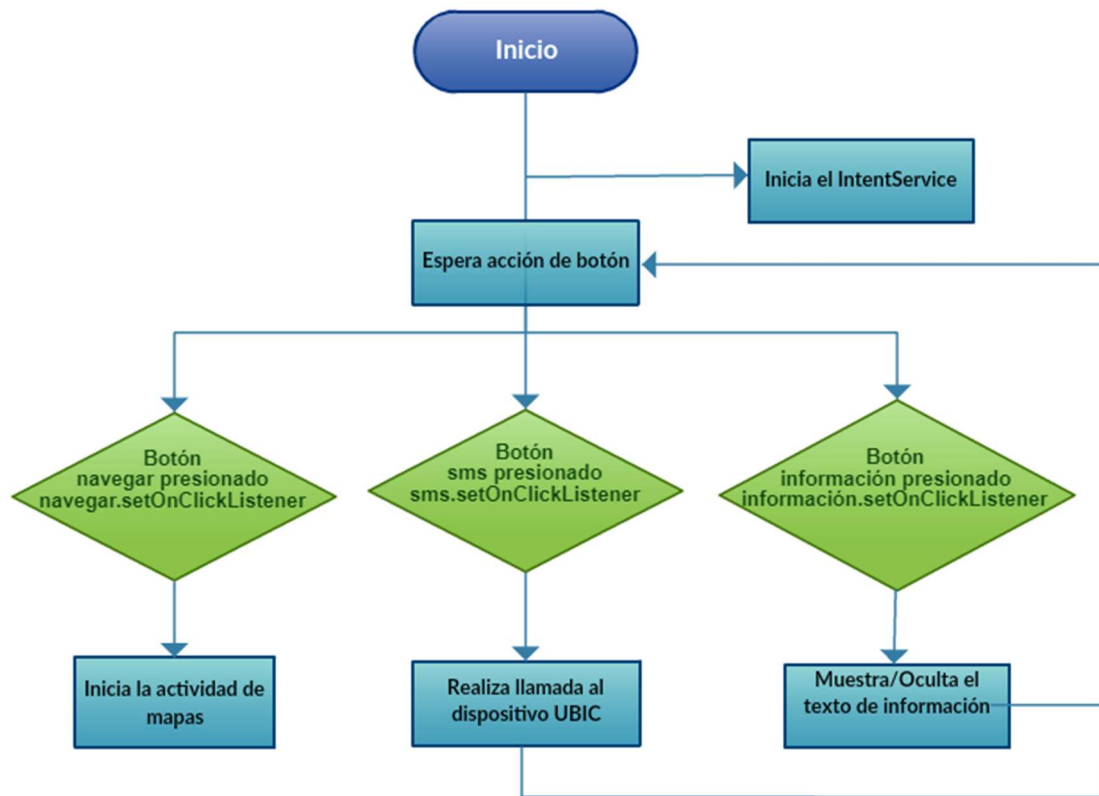 Inicio
Inicia el IntentService
Espera acción de botón
Botón
navegar presionado
navegar.setOnClickListener
Botón
sms presionado
sms.setOnClickListener
Botón
información presionado
información.setOnClickListener
Inicia la actividad de
mapas
Realiza llamada al
dispositivo UBIC
Muestra/Oculta el
texto de información